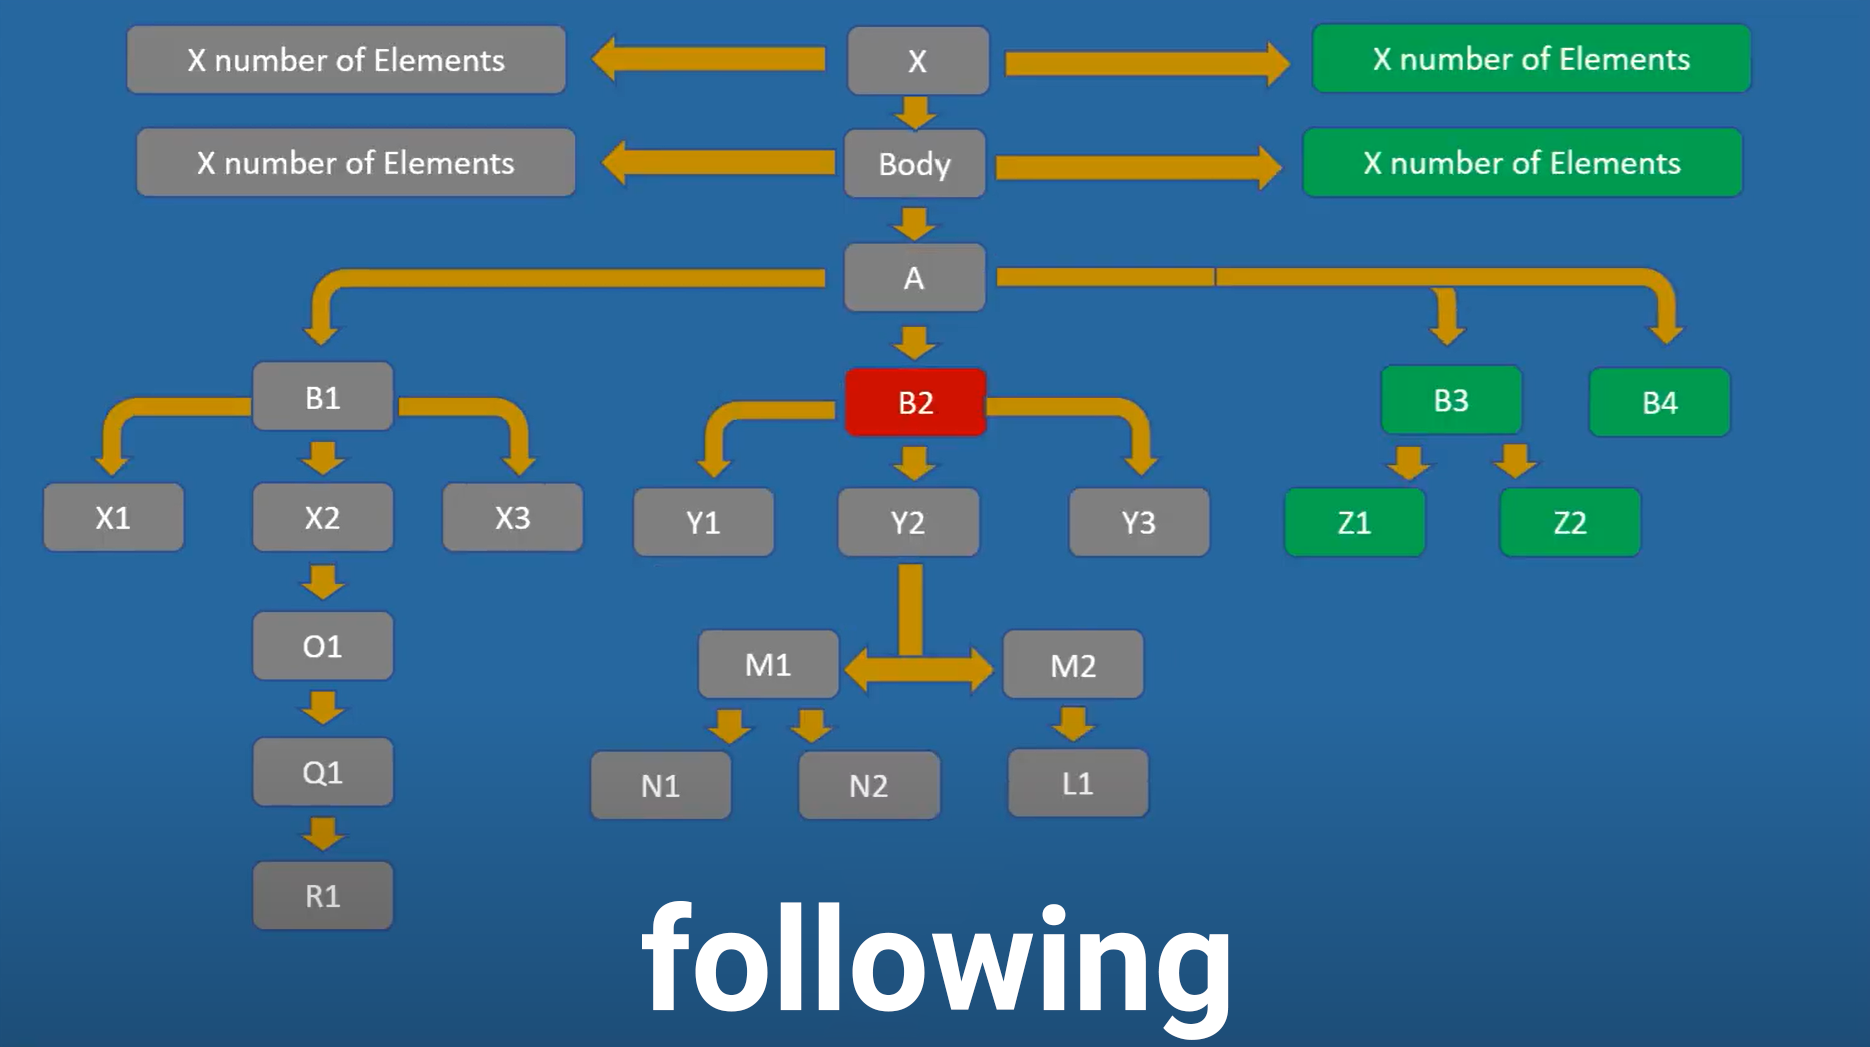 X number of Elements
X
X number of Elements
X number of Elements
Body
X number of Elements
A
B1
B2
B3
B4
X1
X2
X3
Y1
Y2
Y3
Z1
Z2
O1
M1
M2
Q1
N1
N2
L1
R1
following